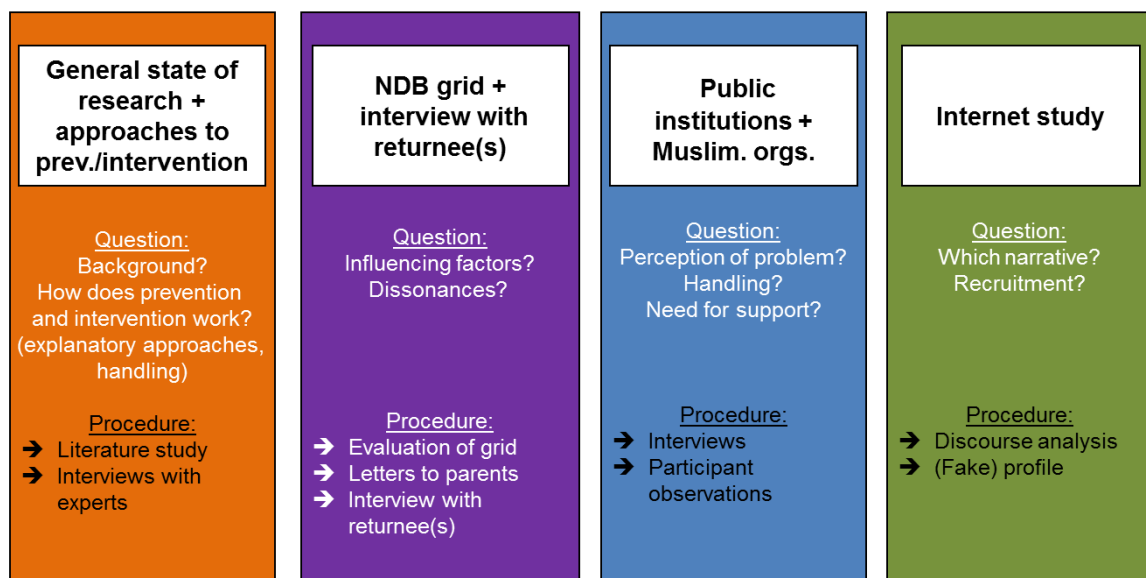 General state of
research +
approaches to
prev./intervention
Question:
Background?
How does prevention
and intervention work?
(explanatory approaches,
handling)
Procedure:
➔ Literature study
➔ Interviews with
experts
NDB grid +
interview with
returnee(s)
Question:
Influencing factors?
Dissonances?
Procedure:
➔ Evaluation of grid
➔ Letters to parents
➔ Interview with
returnee(s)
Public
institutions +
Muslim. orgs.
Question:
Perception of problem?
Handling?
Need for support?
Procedure:
➔ Interviews
➔ Participant
observations
Internet study
Question:
Which narrative?
Recruitment?
Procedure:
➔ Discourse analysis
➔ (Fake) profile